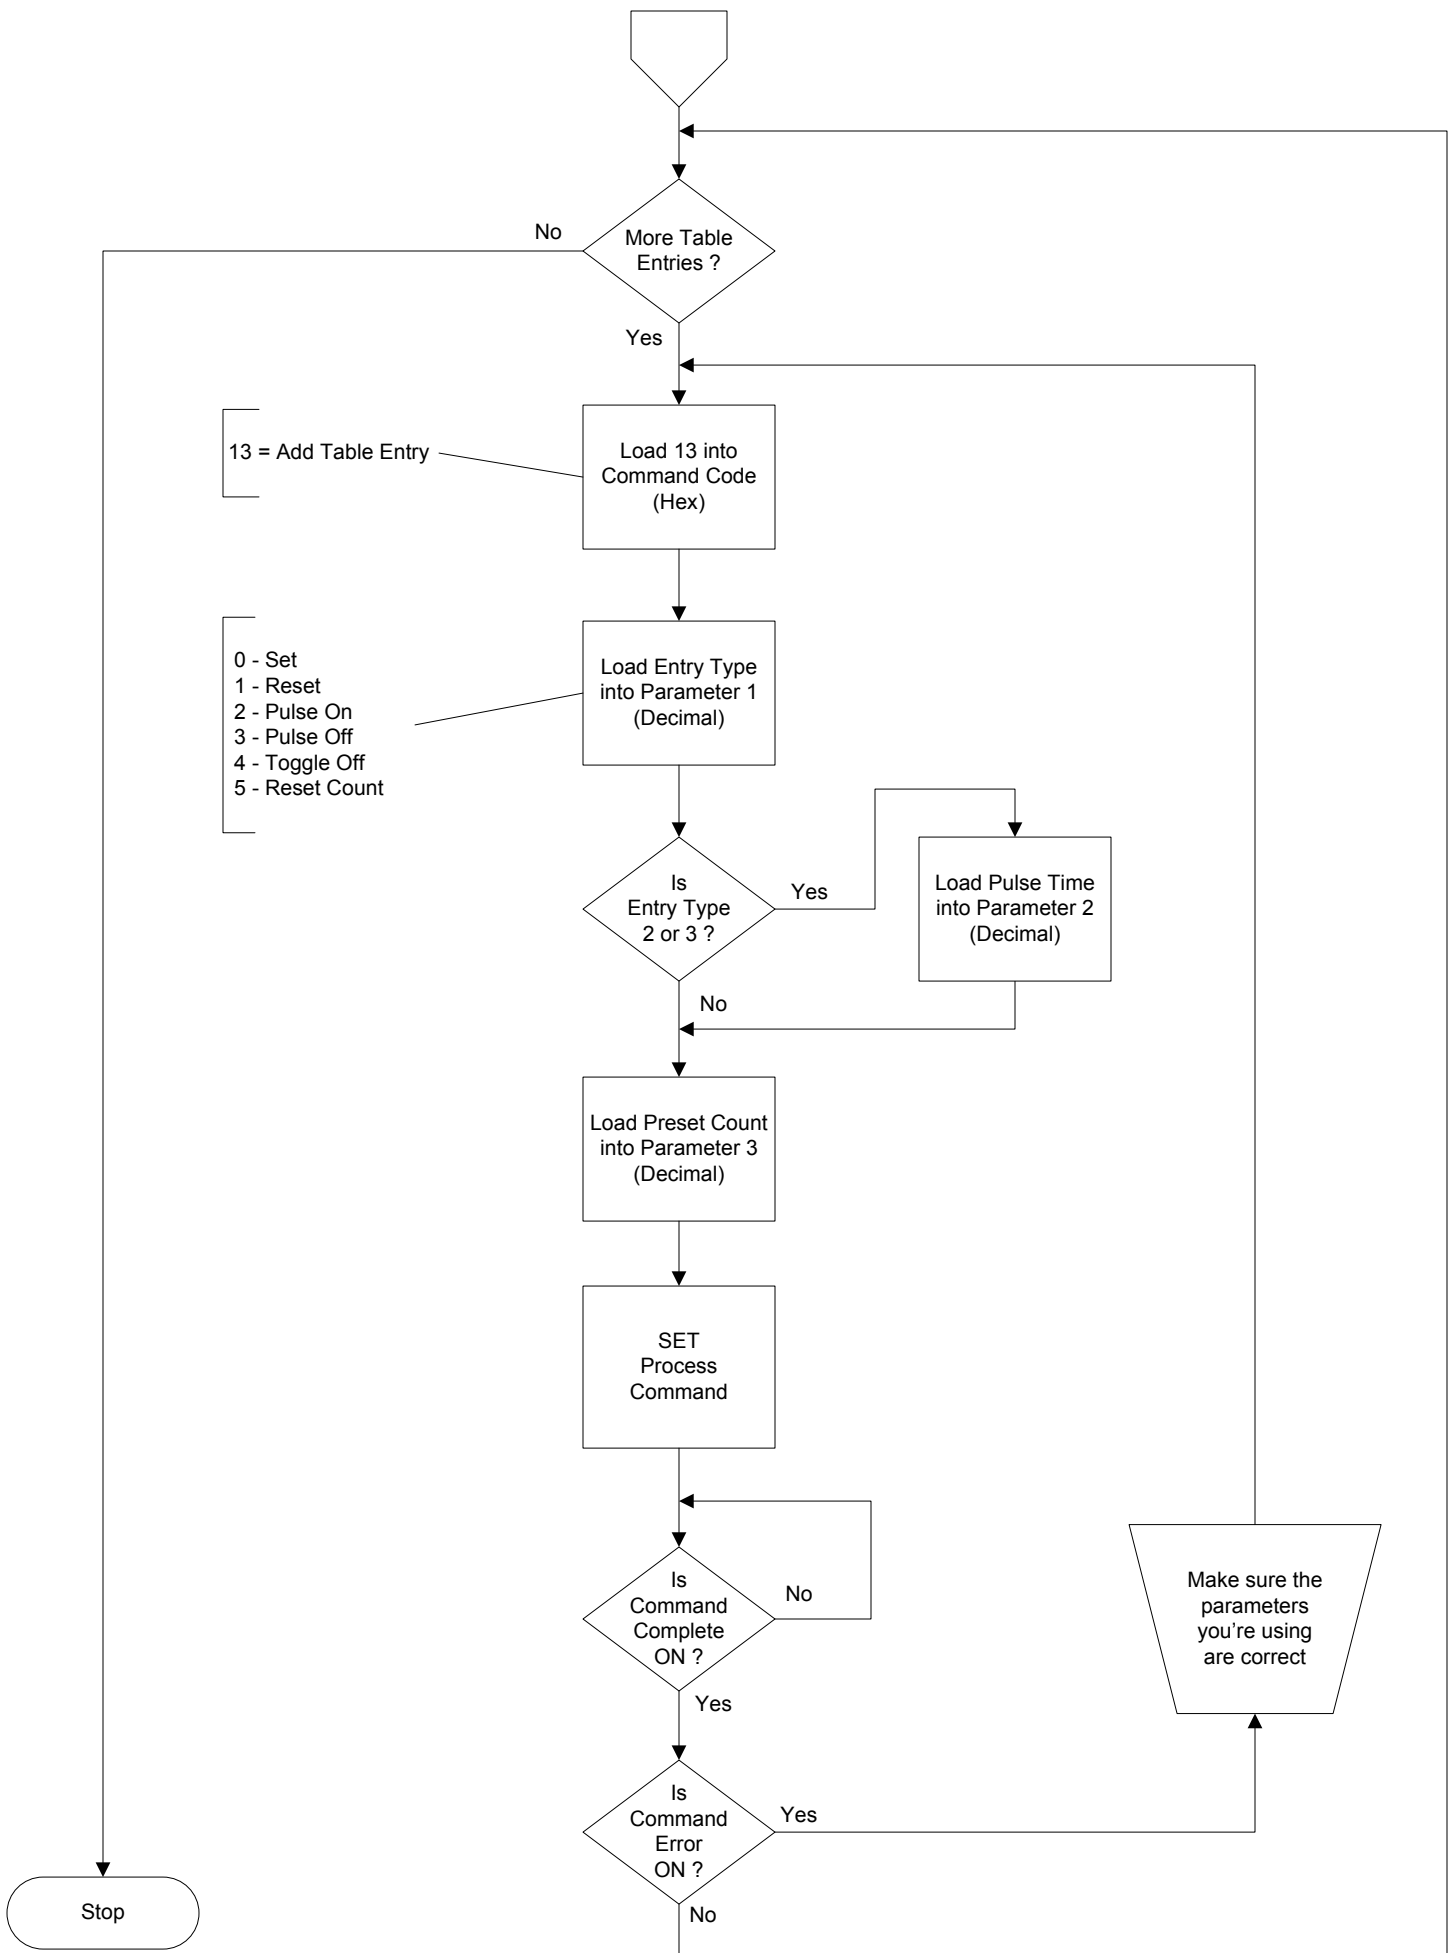 No
More Table
Entries ?
Yes
13 = Add Table Entry
Load 13 into
Command Code
(Hex)
0 - Set
1 - Reset
2 - Pulse On
3 - Pulse Off
4 - Toggle Off
5 - Reset Count
Load Entry Type
into Parameter 1
(Decimal)
Is
Entry Type
2 or 3 ?
Yes
Load Pulse Time
into Parameter 2
(Decimal)
No
Load Preset Count
into Parameter 3
(Decimal)
SET
Process
Command
Is
Command
Complete
ON ?
No
Yes
Make sure the
parameters
you're using
are correct
Is
Command
Error
ON ?
Yes
No
Stop